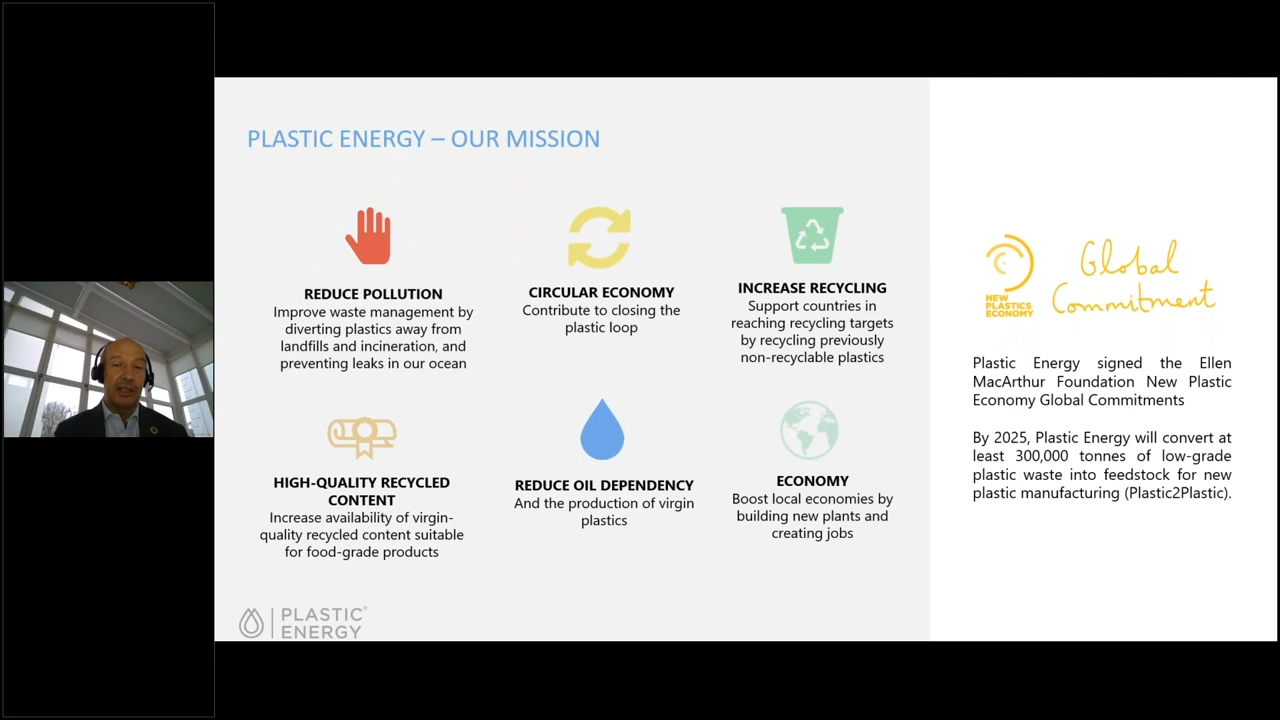 PLASTIC ENERGY – OUR MISSION
REDUCE POLLUTION
Improve waste management by
diverting plastics away from
landfills and incineration, and
preventing leaks in our ocean
CIRCULAR ECONOMY
Contribute to closing the
plastic loop
INCREASE RECYCLING
Support countries in
reaching recycling targets
by recycling previously
non-recyclable plastics
HIGH-QUALITY RECYCLED
CONTENT
Increase availability of virgin-
quality recycled content suitable
for food-grade products
REDUCE OIL DEPENDENCY
And the production of virgin
plastics
ECONOMY
Boost local economies by
building new plants and
creating jobs
PLASTIC®
ENERGY
NEW
PLASTICS
ECONOMY
Global
Commitment
Plastic Energy signed the Ellen
MacArthur Foundation New Plastic
Economy Global Commitments
By 2025, Plastic Energy will convert at
least 300,000 tonnes of low-grade
plastic waste into feedstock for new
plastic manufacturing (Plastic2Plastic).